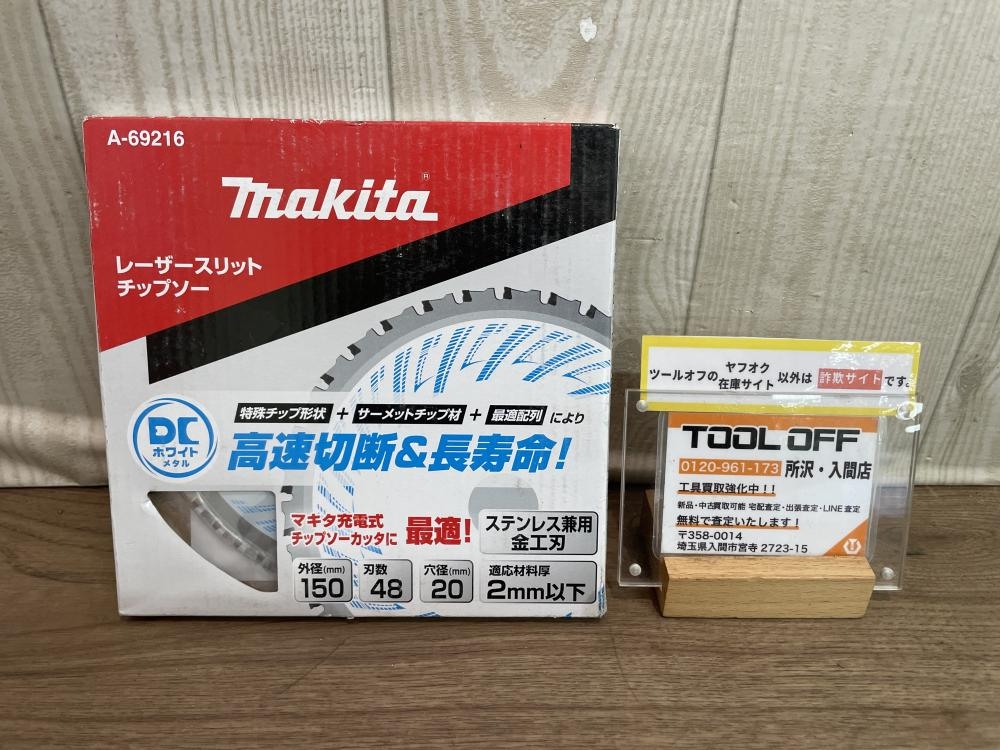 A-69216
makita®
レーザースリット
チップソー
DC
ホワイト
メタル
特殊チップ形状 + サーメットチップ材 + 最適配列 により
高速切断&長寿命!
マキタ充電式
チップソーカッタに 最適!
ステンレス兼用
金工刃
外径(mm)
150
刃数
48
穴径(mm)
20
適応材料厚
2mm以下
ツールオフの ヤフオク 在庫サイト 以外は 詐欺サイト です。
TOOL OFF
0120-961-173 所沢・入間店
工具買取強化中!!
新品・中古買取可能 宅配査定・出張査定・LINE査定
無料で査定いたします!
〒358-0014
埼玉県入間市宮寺 2723-15